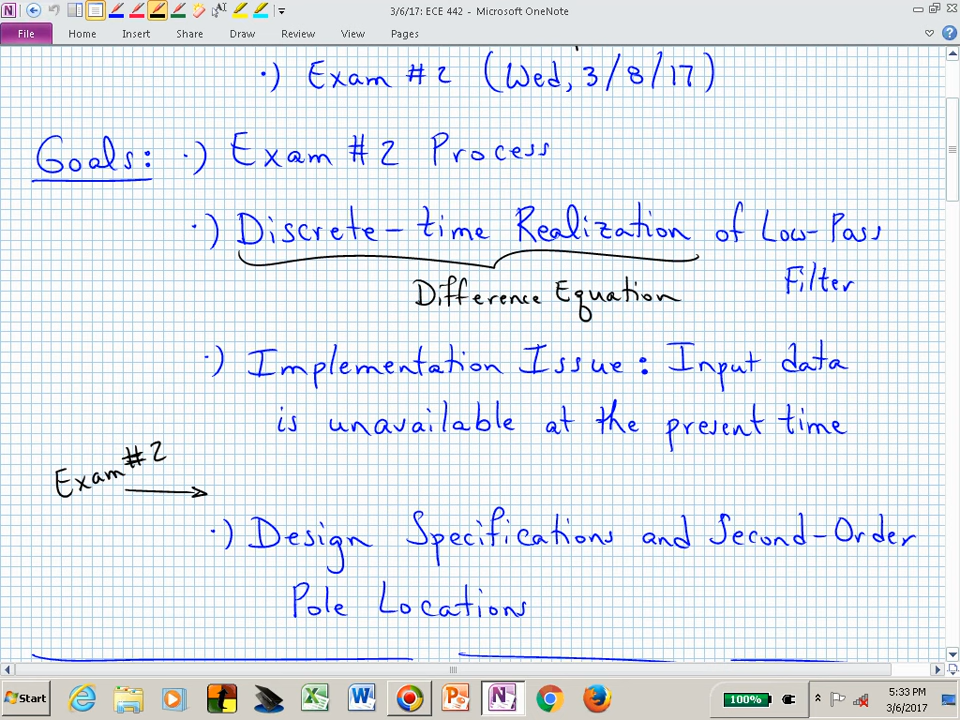 3/6/17: ECE 442 - Microsoft OneNote
File Home Insert Share Draw Review View Pages
·) Exam #2 (Wed, 3/8/17)
Goals: ·) Exam #2 Process
·) Discrete-time Realization of Low-Pass
Filter
Difference Equation
·) Implementation Issue: Input data
is unavailable at the present time
Exam #2
·) Design Specifications and Second-Order
Pole Locations
Start
100%
5:33 PM
3/6/2017